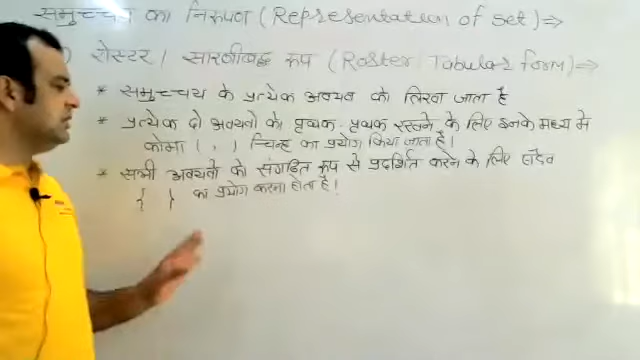 समुच्चय का निरूपण (Representation of set) ⇒
) रोस्टर / सारणीबद्ध रूप (Roster / Tabular form) ⇒
* समुच्चय के प्रत्येक अवयव को लिखा जाता है
* प्रत्येक दो अवयवों को पृथक-पृथक रखने के लिए इनके मध्य में
कोमा ( , ) चिन्ह का प्रयोग किया जाता है।
* सभी अवयवों को संगठित रूप से प्रदर्शित करने के लिए सदैव
{ } का प्रयोग करना होता है।